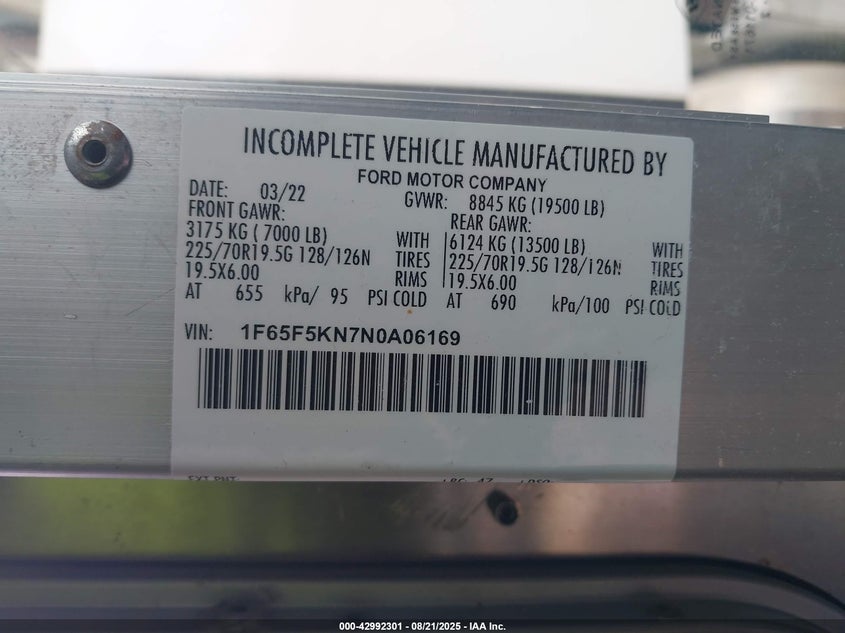 INCOMPLETE VEHICLE MANUFACTURED BY
FORD MOTOR COMPANY
DATE: 03/22 GVWR: 8845 KG (19500 LB)
FRONT GAWR: REAR GAWR:
3175 KG ( 7000 LB) WITH 6124 KG (13500 LB) WITH
225/70R19.5G 128/126N TIRES 225/70R19.5G 128/126N TIRES
19.5X6.00 RIMS 19.5X6.00 RIMS
AT 655 kPa/ 95 PSI COLD AT 690 kPa/100 PSI COLD
VIN: 1F65F5KN7N0A06169
EXT PNT:
000-42992301 - 08/21/2025 - IAA Inc.